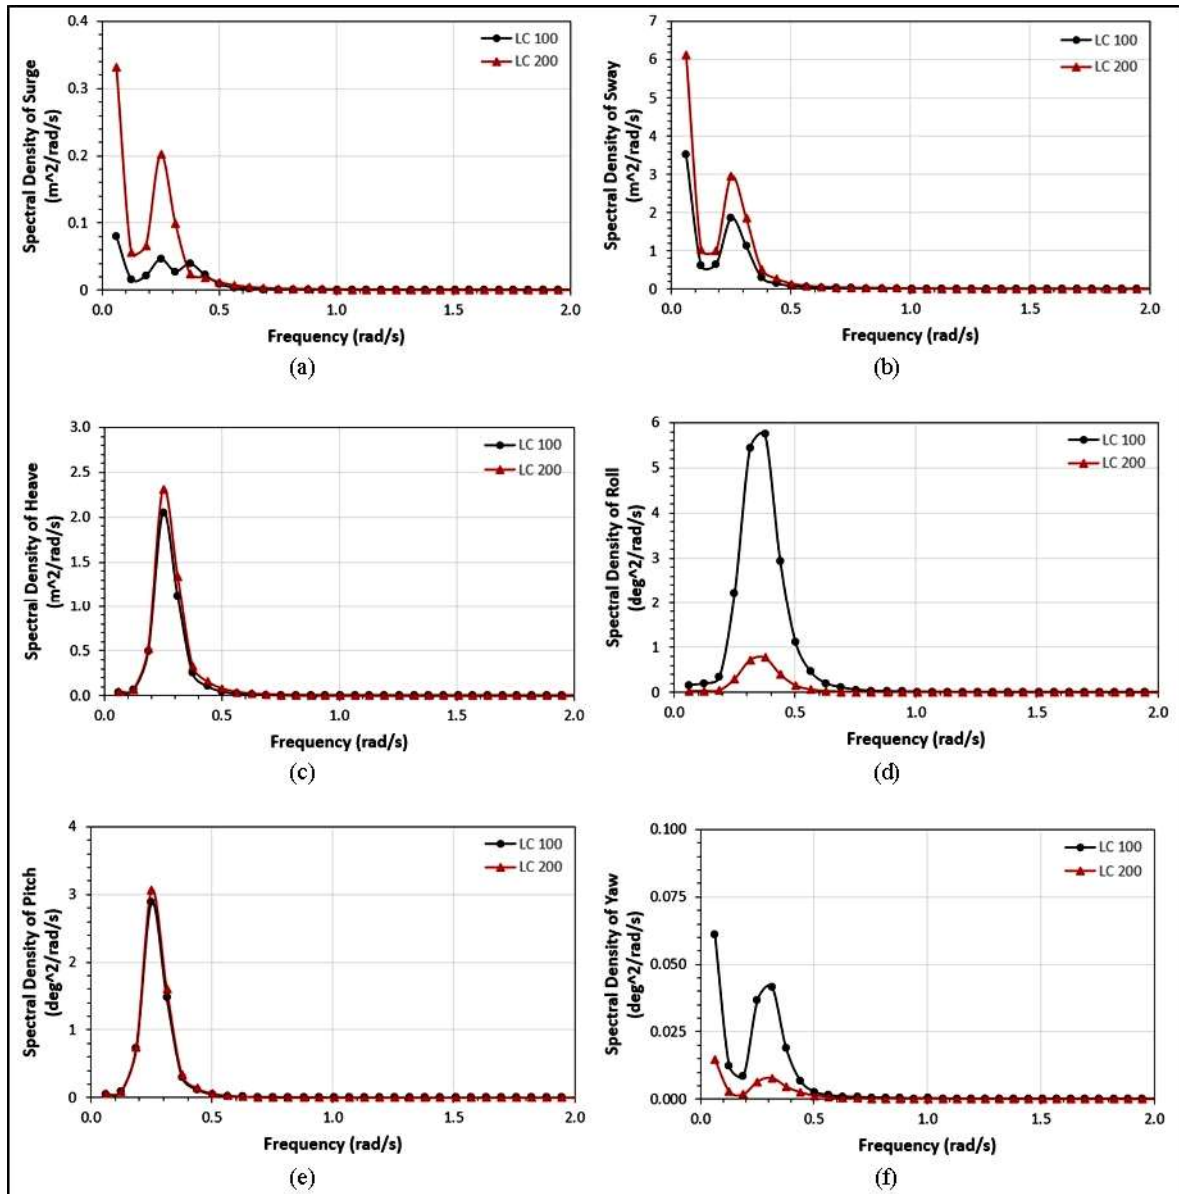 Spectral Density of Surge
(m^2/rad/s)
0.4
0.3
0.2
0.1
0
0.0 0.5 1.0 1.5 2.0
LC 100
LC 200
Frequency (rad/s)
(a)
Spectral Density of Sway
(m^2/rad/s)
7
6
5
4
3
2
1
0
0.0 0.5 1.0 1.5 2.0
LC 100
LC 200
Frequency (rad/s)
(b)
Spectral Density of Heave
(m^2/rad/s)
3.0
2.5
2.0
1.5
1.0
0.5
0.0
0.0 0.5 1.0 1.5 2.0
LC 100
LC 200
Frequency (rad/s)
(c)
Spectral Density of Roll
(deg^2/rad/s)
6
5
4
3
2
1
0
0.0 0.5 1.0 1.5 2.0
LC 100
LC 200
Frequency (rad/s)
(d)
Spectral Density of Pitch
(deg^2/rad/s)
4
3
2
1
0
0.0 0.5 1.0 1.5 2.0
LC 100
LC 200
Frequency (rad/s)
(e)
Spectral Density of Yaw
(deg^2/rad/s)
0.100
0.075
0.050
0.025
0.000
0.0 0.5 1.0 1.5 2.0
LC 100
LC 200
Frequency (rad/s)
(f)